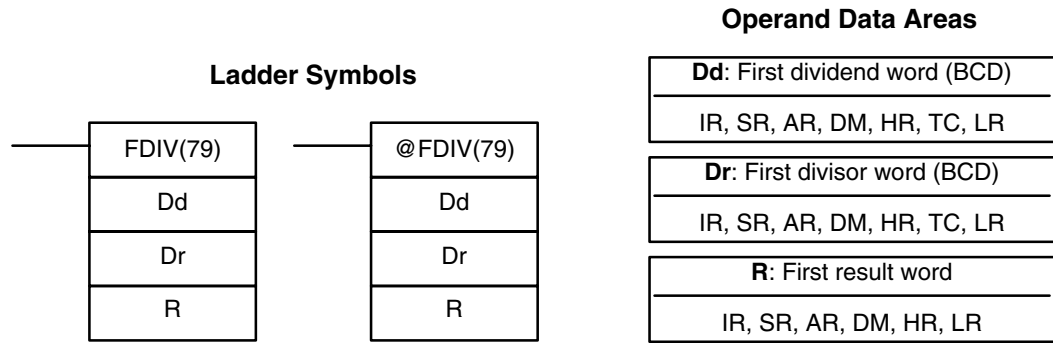 Ladder Symbols
FDIV(79)
Dd
Dr
R
@FDIV(79)
Dd
Dr
R
Operand Data Areas
Dd: First dividend word (BCD)
IR, SR, AR, DM, HR, TC, LR
Dr: First divisor word (BCD)
IR, SR, AR, DM, HR, TC, LR
R: First result word
IR, SR, AR, DM, HR, LR